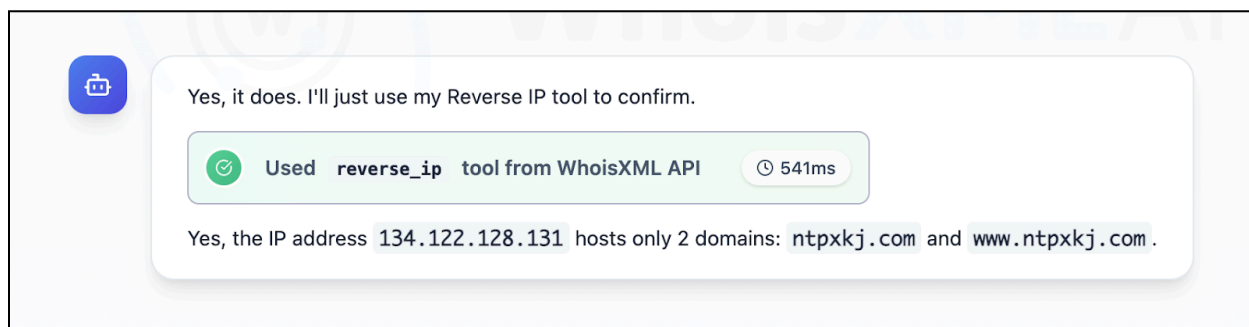 WhoisXMLAPI
Yes, it does. I'll just use my Reverse IP tool to confirm.
Used reverse_ip tool from WhoisXML API 541ms
Yes, the IP address 134.122.128.131 hosts only 2 domains: ntpxkj.com and www.ntpxkj.com.